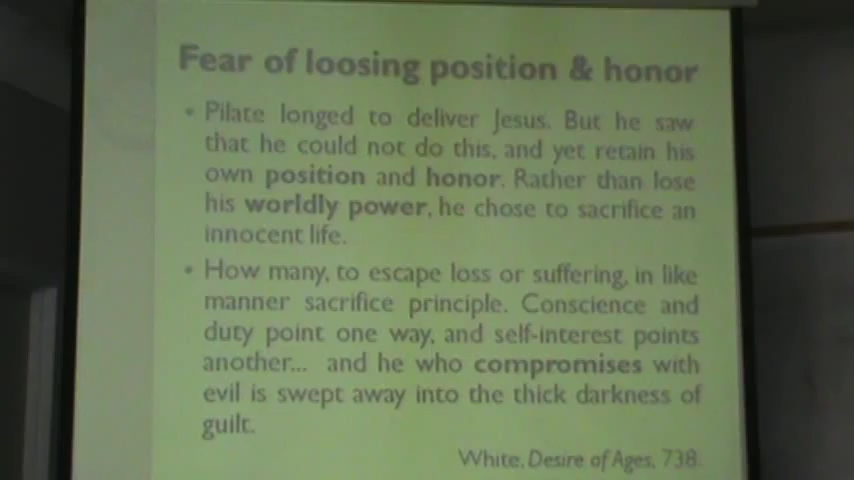 Fear of loosing position & honor
• Pilate longed to deliver Jesus. But he saw
that he could not do this, and yet retain his
own position and honor. Rather than lose
his worldly power, he chose to sacrifice an
innocent life.
• How many, to escape loss or suffering, in like
manner sacrifice principle. Conscience and
duty point one way, and self-interest points
another... and he who compromises with
evil is swept away into the thick darkness of
guilt.
White, Desire of Ages, 738.